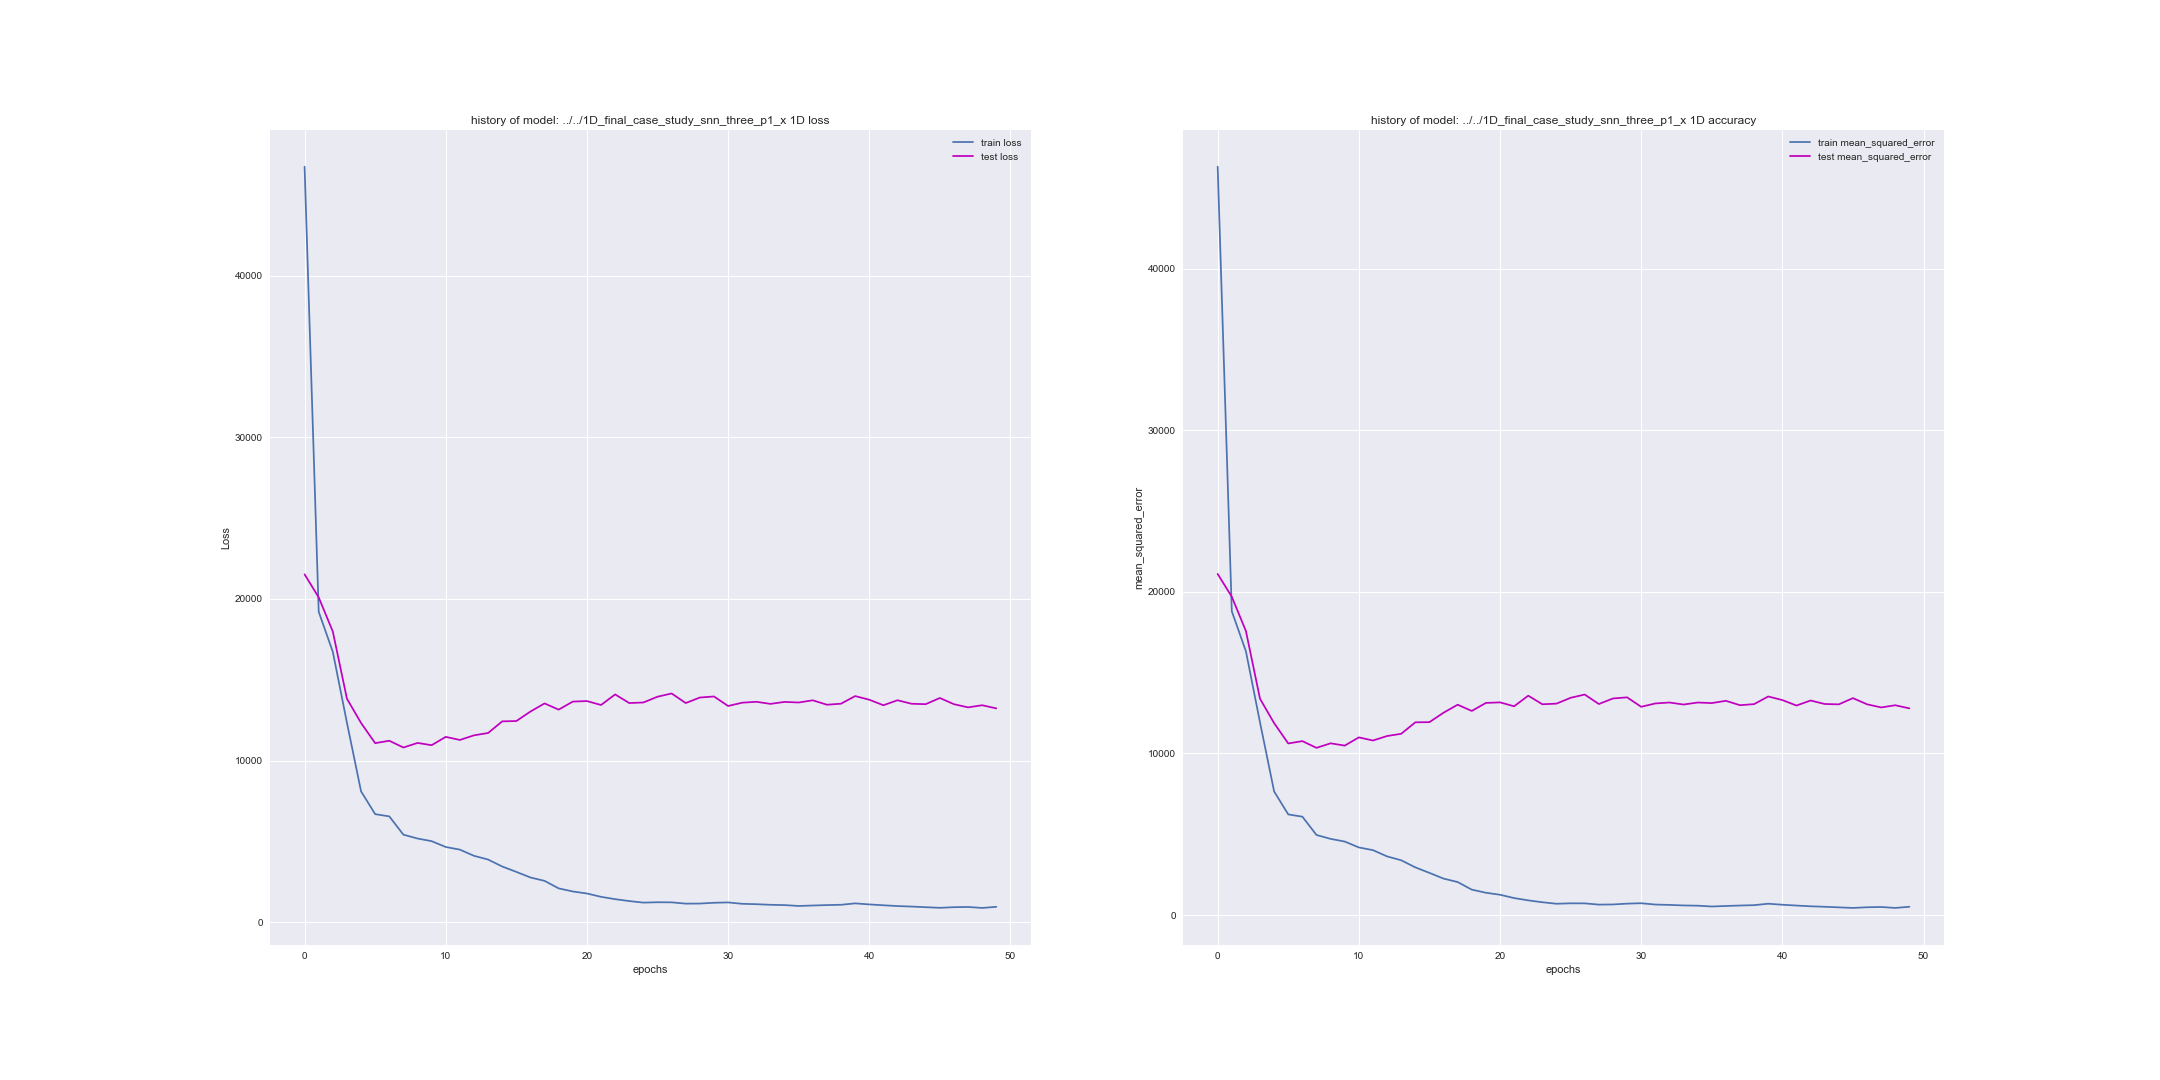 history of model: ../../1D_final_case_study_snn_three_p1_x 1D loss
train loss
test loss
40000
30000
20000
10000
0
Loss
0 10 20 30 40 50
epochs
history of model: ../../1D_final_case_study_snn_three_p1_x 1D accuracy
train mean_squared_error
test mean_squared_error
40000
30000
20000
10000
0
mean_squared_error
0 10 20 30 40 50
epochs